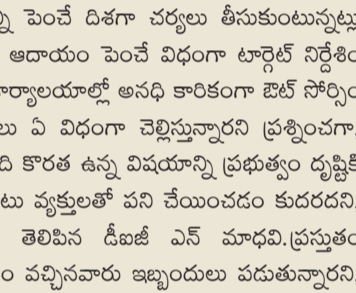 న్ని పెంచే దిశగా చర్యలు తీసుకుంటున్నట్లు
ఆదాయం పెంచే విధంగా టార్గెట్ నిర్దేశిం
ర్యాలయాల్లో అనధి కారికంగా ఔట్ సోర్సిం
లు ఏ విధంగా చెల్లిస్తున్నారని ప్రశ్నించగా.
ది కొరత ఉన్న విషయాన్ని ప్రభుత్వం దృష్టికి
టు వ్యక్తులతో పని చేయించడం కుదరదని.
తెలిపిన డీఐజీ ఎన్ మాధవి.ప్రస్తుతం
ం వచ్చినవారు ఇబ్బందులు పడుతున్నారని